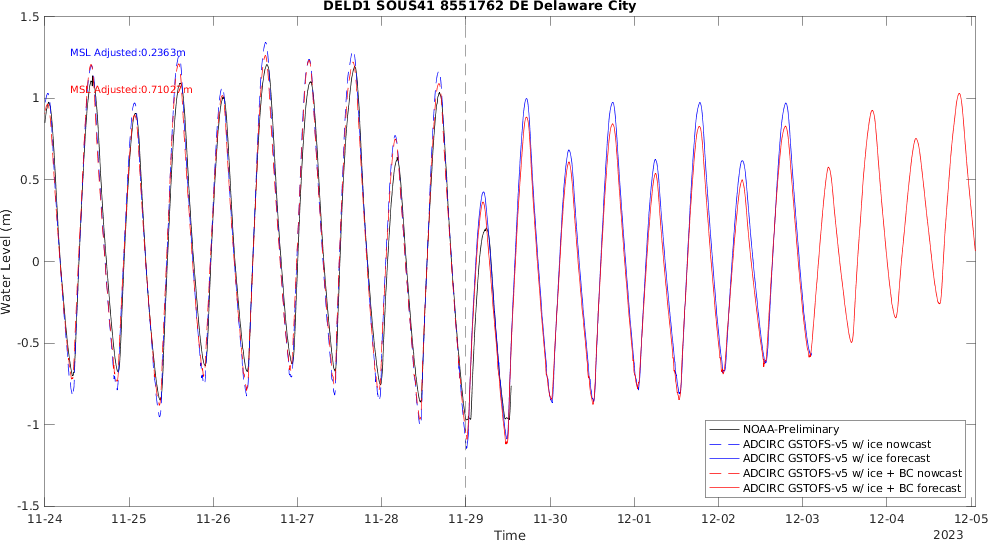 DELD1 SOUS41 8551762 DE Delaware City
Water Level (m)
1.5
1
0.5
0
-0.5
-1
-1.5
MSL Adjusted:0.2363m
MSL Adjusted:0.71027m
NOAA-Preliminary
ADCIRC GSTOFS-v5 w/ ice nowcast
ADCIRC GSTOFS-v5 w/ ice forecast
ADCIRC GSTOFS-v5 w/ ice + BC nowcast
ADCIRC GSTOFS-v5 w/ ice + BC forecast
11-24 11-25 11-26 11-27 11-28 11-29 11-30 12-01 12-02 12-03 12-04 12-05
Time
2023